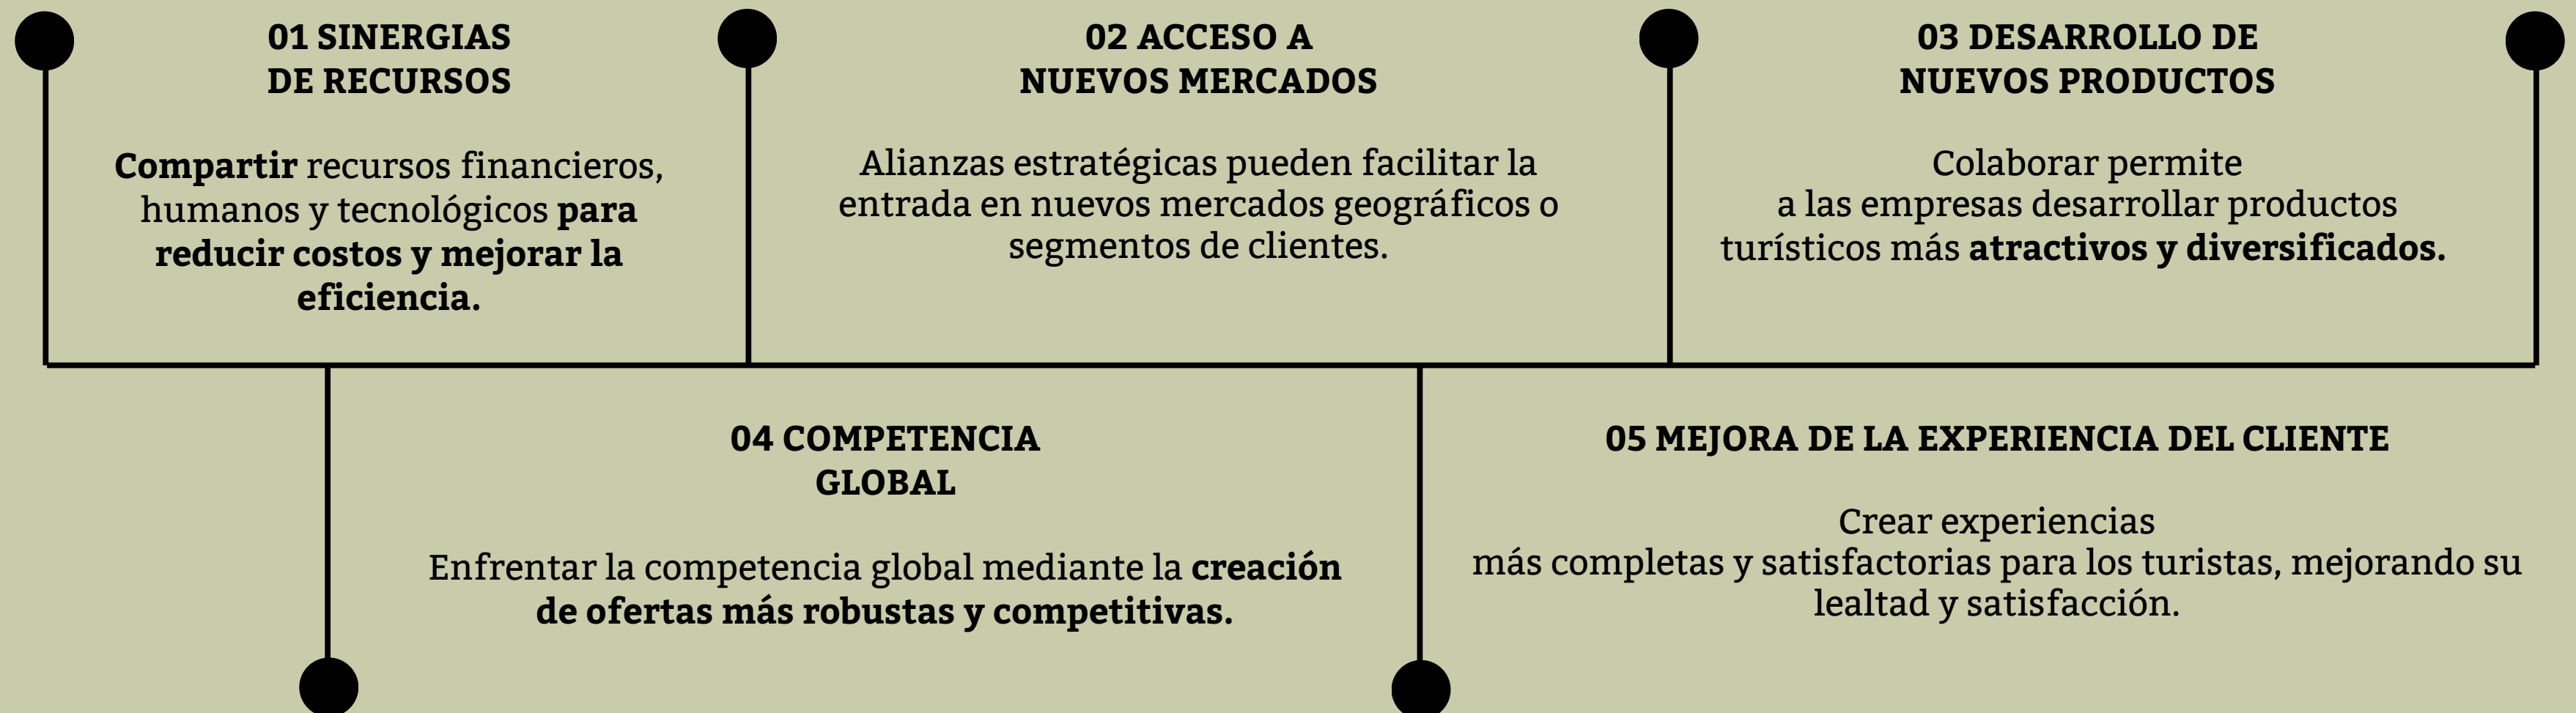 01 SINERGIAS
DE RECURSOS
Compartir recursos financieros,
humanos y tecnológicos para
reducir costos y mejorar la
eficiencia.
02 ACCESO A
NUEVOS MERCADOS
Alianzas estratégicas pueden facilitar la
entrada en nuevos mercados geográficos o
segmentos de clientes.
03 DESARROLLO DE
NUEVOS PRODUCTOS
Colaborar permite
a las empresas desarrollar productos
turísticos más atractivos y diversificados.
04 COMPETENCIA
GLOBAL
Enfrentar la competencia global mediante la creación
de ofertas más robustas y competitivas.
05 MEJORA DE LA EXPERIENCIA DEL CLIENTE
Crear experiencias
más completas y satisfactorias para los turistas, mejorando su
lealtad y satisfacción.